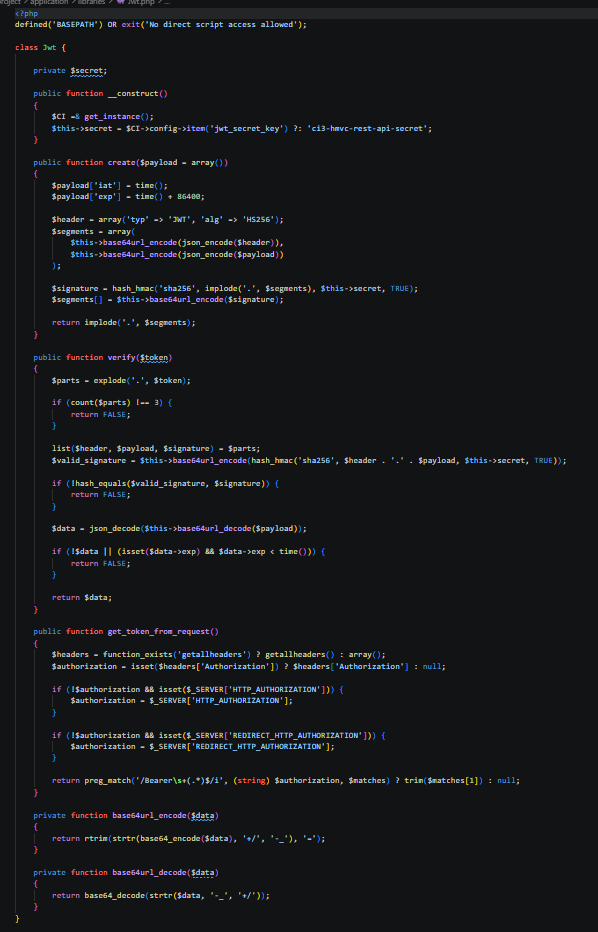 project > application > libraries > Jwt.php > ...
<?php
defined('BASEPATH') OR exit('No direct script access allowed');
class Jwt {
private $secret;
public function __construct()
{
$CI =& get_instance();
$this->secret = $CI->config->item('jwt_secret_key') ?: 'ci3-hmvc-rest-api-secret';
}
public function create($payload = array())
{
$payload['iat'] = time();
$payload['exp'] = time() + 86400;
$header = array('typ' => 'JWT', 'alg' => 'HS256');
$segments = array(
$this->base64url_encode(json_encode($header)),
$this->base64url_encode(json_encode($payload))
);
$signature = hash_hmac('sha256', implode('.', $segments), $this->secret, TRUE);
$segments[] = $this->base64url_encode($signature);
return implode('.', $segments);
}
public function verify($token)
{
$parts = explode('.', $token);
if (count($parts) !== 3) {
return FALSE;
}
list($header, $payload, $signature) = $parts;
$valid_signature = $this->base64url_encode(hash_hmac('sha256', $header . '.' . $payload, $this->secret, TRUE));
if (!hash_equals($valid_signature, $signature)) {
return FALSE;
}
$data = json_decode($this->base64url_decode($payload));
if (!$data || (isset($data->exp) && $data->exp < time())) {
return FALSE;
}
return $data;
}
public function get_token_from_request()
{
$headers = function_exists('getallheaders') ? getallheaders() : array();
$authorization = isset($headers['Authorization']) ? $headers['Authorization'] : null;
if (!$authorization && isset($_SERVER['HTTP_AUTHORIZATION'])) {
$authorization = $_SERVER['HTTP_AUTHORIZATION'];
}
if (!$authorization && isset($_SERVER['REDIRECT_HTTP_AUTHORIZATION'])) {
$authorization = $_SERVER['REDIRECT_HTTP_AUTHORIZATION'];
}
return preg_match('/Bearer\s+(.*)$/i', (string) $authorization, $matches) ? trim($matches[1]) : null;
}
private function base64url_encode($data)
{
return rtrim(strtr(base64_encode($data), '+/', '-_'), '=');
}
private function base64url_decode($data)
{
return base64_decode(strtr($data, '-_', '+/'));
}
}